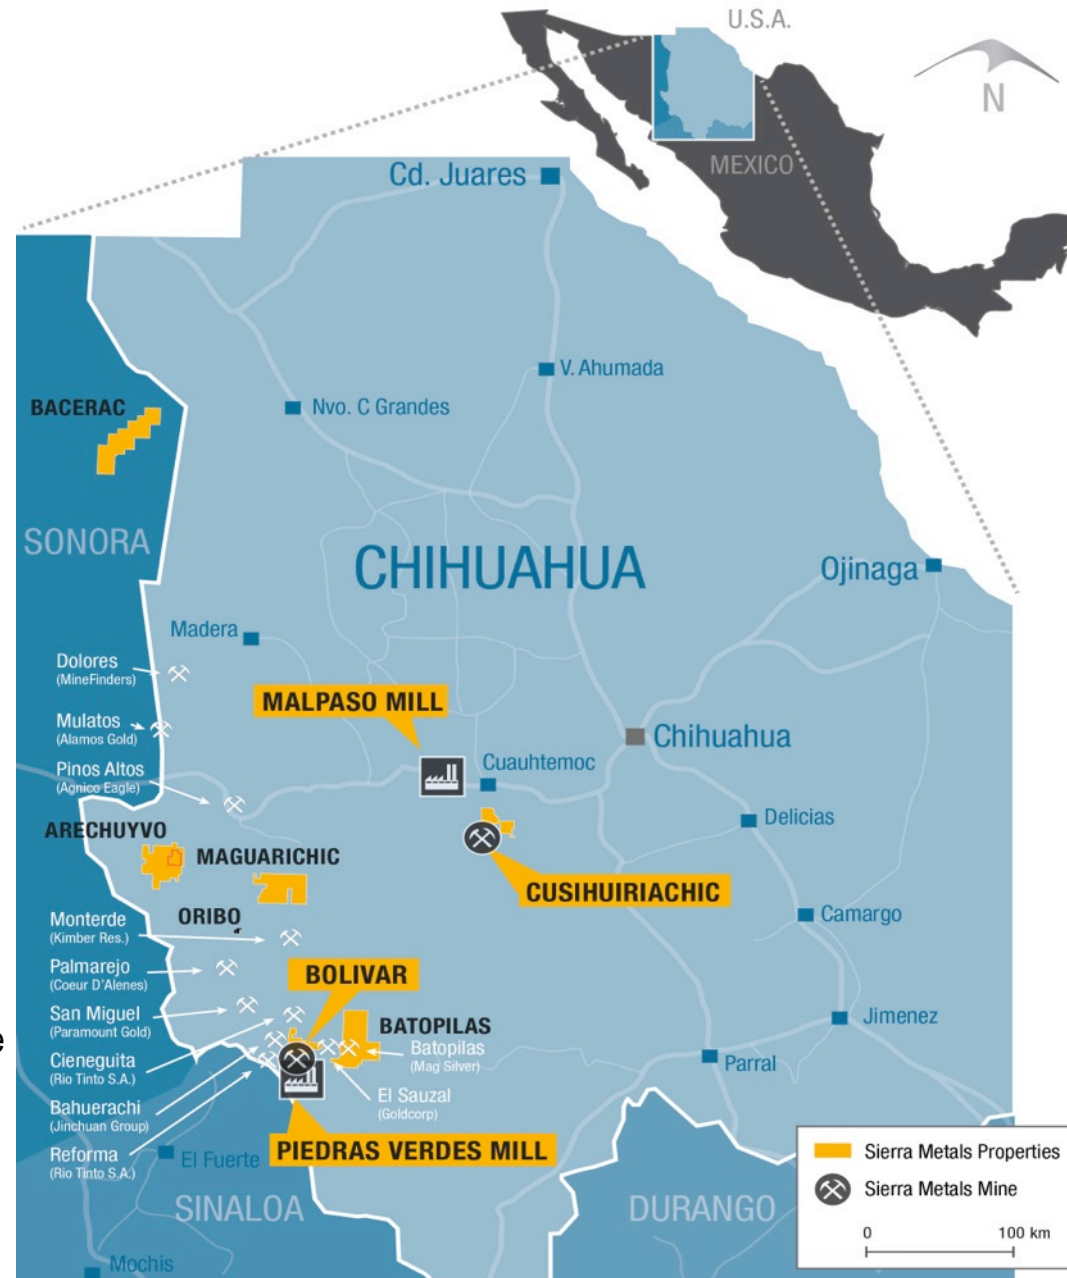 U.S.A.
N
MEXICO
Cd. Juares
V. Ahumada
Nvo. C Grandes
BACERAC
SONORA
CHIHUAHUA
Ojinaga
Madera
Dolores
(MineFinders)
MALPASO MILL
Mulatos
(Alamos Gold)
Chihuahua
Pinos Altos
(Agnico Eagle)
Cuauhtemoc
Delicias
ARECHUYVO
MAGUARICHIC
CUSIHUIRIACHIC
ORIBO
Camargo
Monterde
(Kimber Res.)
Palmarejo
(Coeur D'Alenes)
BOLIVAR
San Miguel
(Paramount Gold)
Jimenez
BATOPILAS
e
Batopilas
(Mag Silver)
Cieneguita
(Rio Tinto S.A.)
Parral
El Sauzal
(Goldcorp)
Bahuerachi
(Jinchuan Group)
PIEDRAS VERDES MILL
Reforma
(Rio Tinto S.A.)
El Fuerte
SINALOA
DURANGO
Mochis
Sierra Metals Properties
Sierra Metals Mine
0 100 km